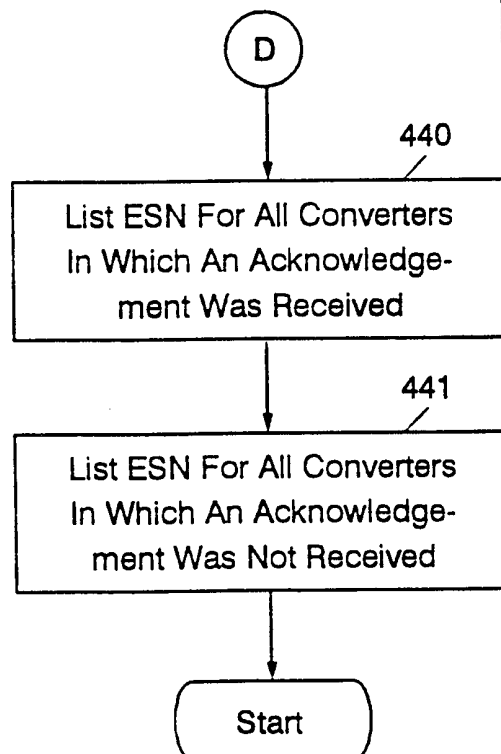 D
440
List ESN For All Converters
In Which An Acknowledge-
ment Was Received
441
List ESN For All Converters
In Which An Acknowledge-
ment Was Not Received
Start